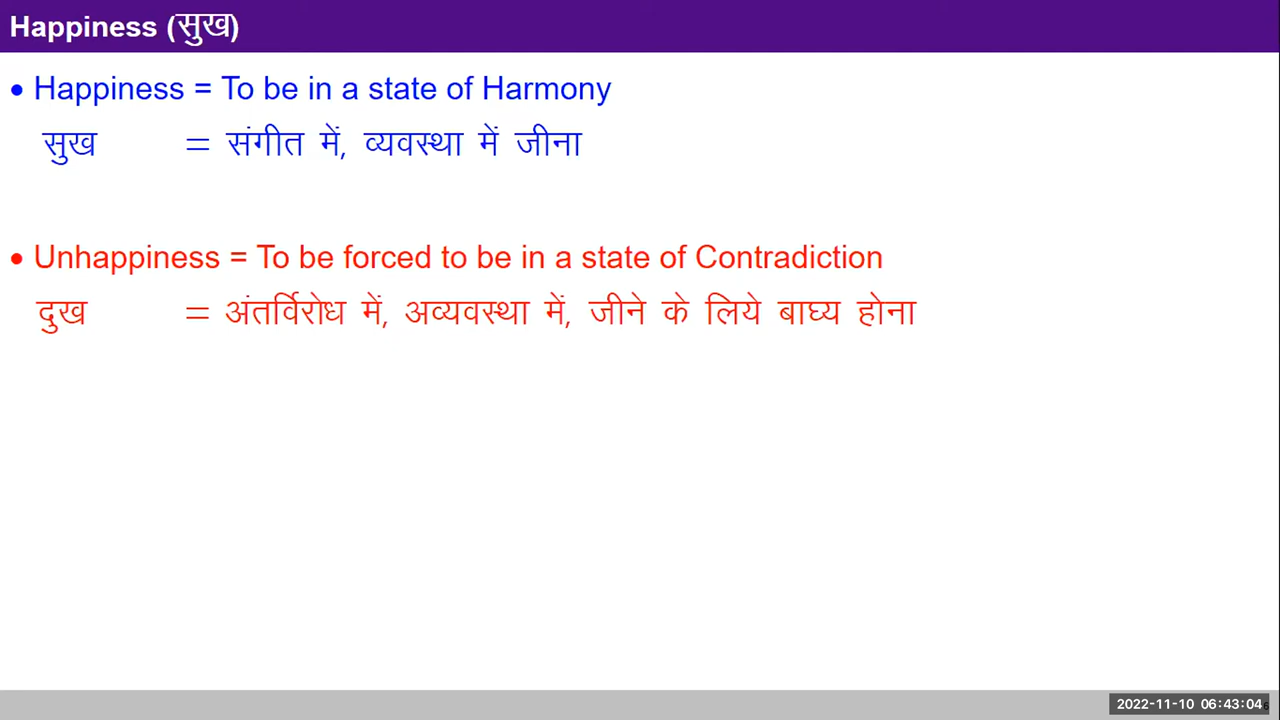 Happiness (सुख)
• Happiness = To be in a state of Harmony
सुख = संगीत में, व्यवस्था में जीना
• Unhappiness = To be forced to be in a state of Contradiction
दुख = अंतर्विरोध में, अव्यवस्था में, जीने के लिये बाघ्य होना
2022-11-10 06:43:04
6